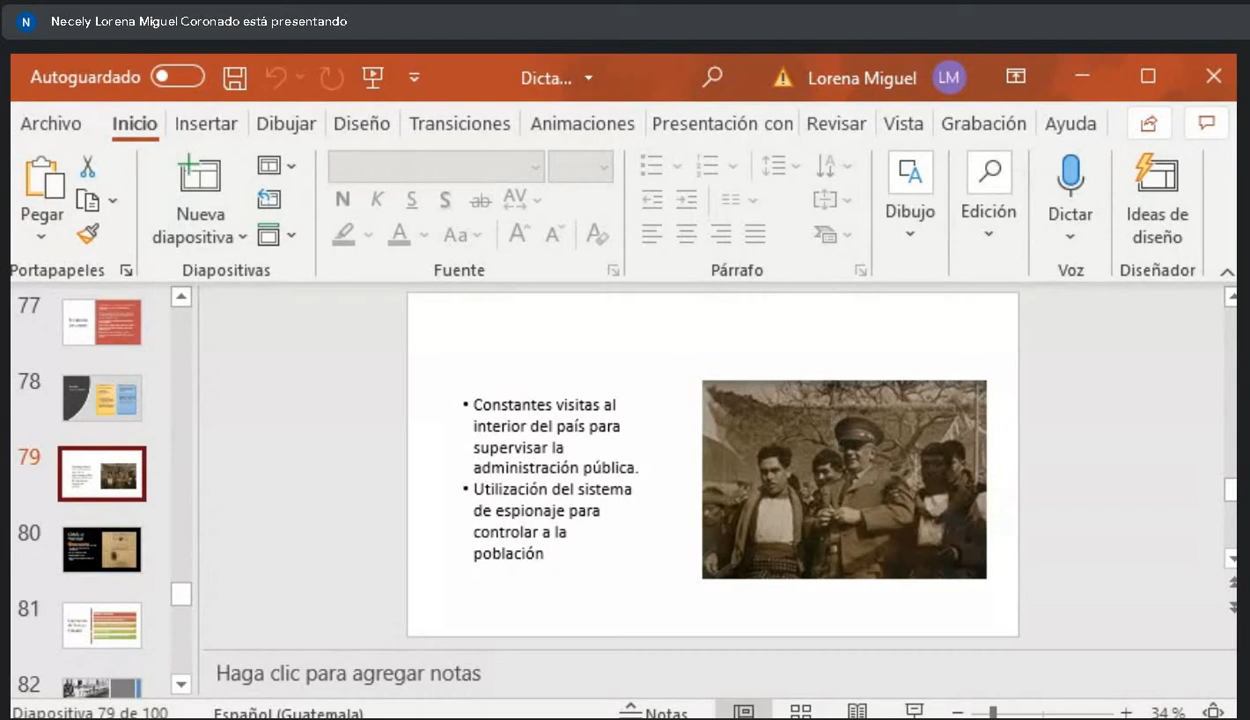 N Necely Lorena Miguel Coronado está presentando
Autoguardado
Dicta...
Lorena Miguel LM
Archivo Inicio Insertar Dibujar Diseño Transiciones Animaciones Presentación con Revisar Vista Grabación Ayuda
Pegar
Nueva
diapositiva
N K S S ab AV
A Aa A A A
Dibujo
Edición
Dictar
Ideas de
diseño
Portapapeles Diapositivas Fuente Párrafo Voz Diseñador
77
78
79
80
81
82
• Constantes visitas al
interior del país para
supervisar la
administración pública.
• Utilización del sistema
de espionaje para
controlar a la
población
Haga clic para agregar notas
Diapositiva 79 de 100 Español (Guatemala) Notas 34 %